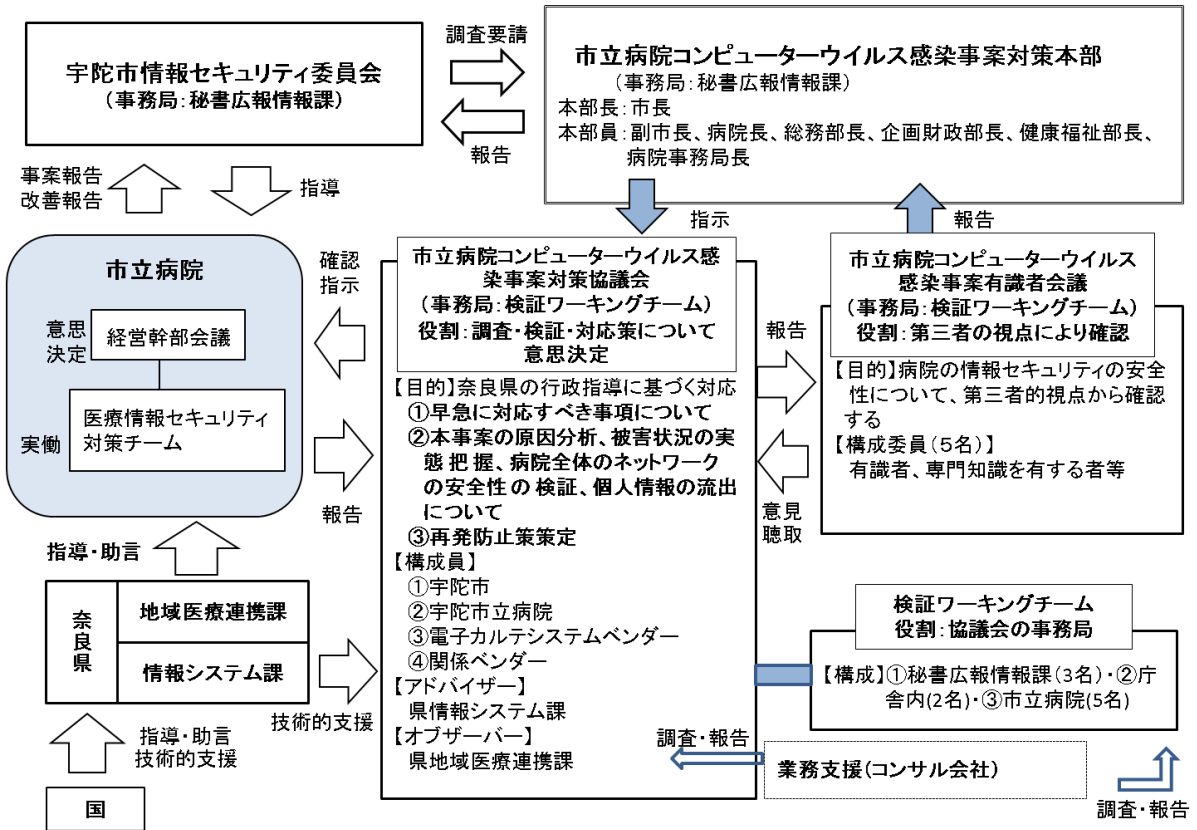 宇陀市情報セキュリティ委員会
(事務局:秘書広報情報課)
調査要請
報告
市立病院コンピューターウイルス感染事案対策本部
(事務局:秘書広報情報課)
本部長:市長
本部員:副市長、病院長、総務部長、企画財政部長、健康福祉部長、
病院事務局長
事案報告
改善報告
指導
指示
報告
市立病院
意思
決定
経営幹部会議
実働
医療情報セキュリティ
対策チーム
確認
指示
報告
市立病院コンピューターウイルス感
染事案対策協議会
(事務局:検証ワーキングチーム)
役割:調査・検証・対応策について
意思決定
【目的】奈良県の行政指導に基づく対応
①早急に対応すべき事項について
②本事案の原因分析、被害状況の実
態 把 握、病院全体のネットワーク
の安全性の検証、個人情報の流出
について
③再発防止策策定
【構成員】
①宇陀市
②宇陀市立病院
③電子カルテシステムベンダー
④関係ベンダー
【アドバイザー】
県情報システム課
【オブザーバー】
県地域医療連携課
報告
意見
聴取
市立病院コンピューターウイルス
感染事案有識者会議
(事務局:検証ワーキングチーム)
役割:第三者の視点により確認
【目的】病院の情報セキュリティの安全
性について、第三者的視点から確認
する
【構成委員(5名)】
有識者、専門知識を有する者等
指導・助言
奈良県
地域医療連携課
情報システム課
技術的支援
指導・助言
技術的支援
国
検証ワーキングチーム
役割:協議会の事務局
【構成】①秘書広報情報課(3名)・②庁
舎内(2名)・③市立病院(5名)
調査・報告
業務支援(コンサル会社)
調査・報告